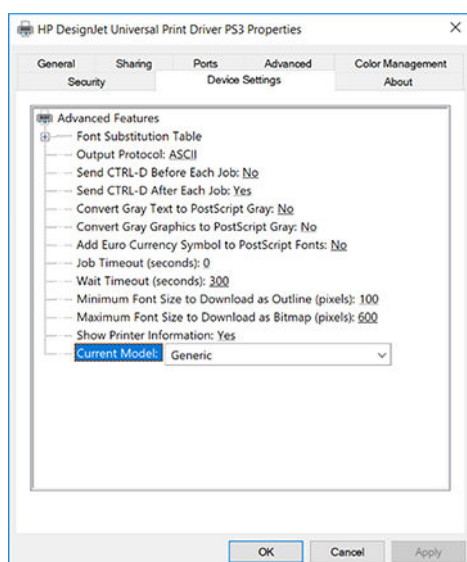 HP DesignJet Universal Print Driver PS3 Properties
General Sharing Ports Advanced Color Management
Security Device Settings About
Advanced Features
Font Substitution Table
Output Protocol: ASCII
Send CTRL-D Before Each Job: No
Send CTRL-D After Each Job: Yes
Convert Gray Text to PostScript Gray: No
Convert Gray Graphics to PostScript Gray: No
Add Euro Currency Symbol to PostScript Fonts: No
Job Timeout (seconds): 0
Wait Timeout (seconds): 300
Minimum Font Size to Download as Outline (pixels): 100
Maximum Font Size to Download as Bitmap (pixels): 600
Show Printer Information: Yes
Current Model: Generic
OK Cancel Apply